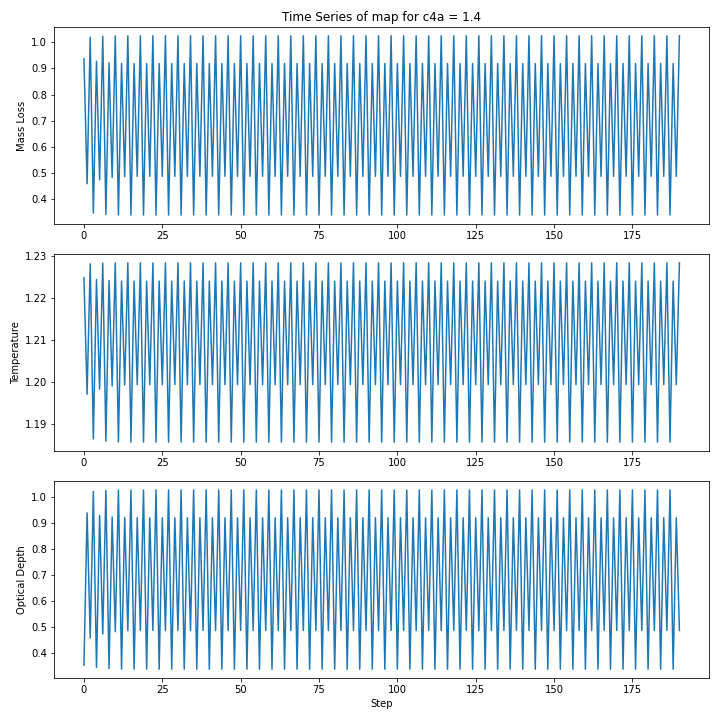 Time Series of map for c4a = 1.4
1.0
0.9
0.8
0.7
0.6
0.5
0.4
Mass Loss
0 25 50 75 100 125 150 175
1.23
1.22
1.21
1.20
1.19
Temperature
0 25 50 75 100 125 150 175
1.0
0.9
0.8
0.7
0.6
0.5
0.4
Optical Depth
0 25 50 75 100 125 150 175
Step